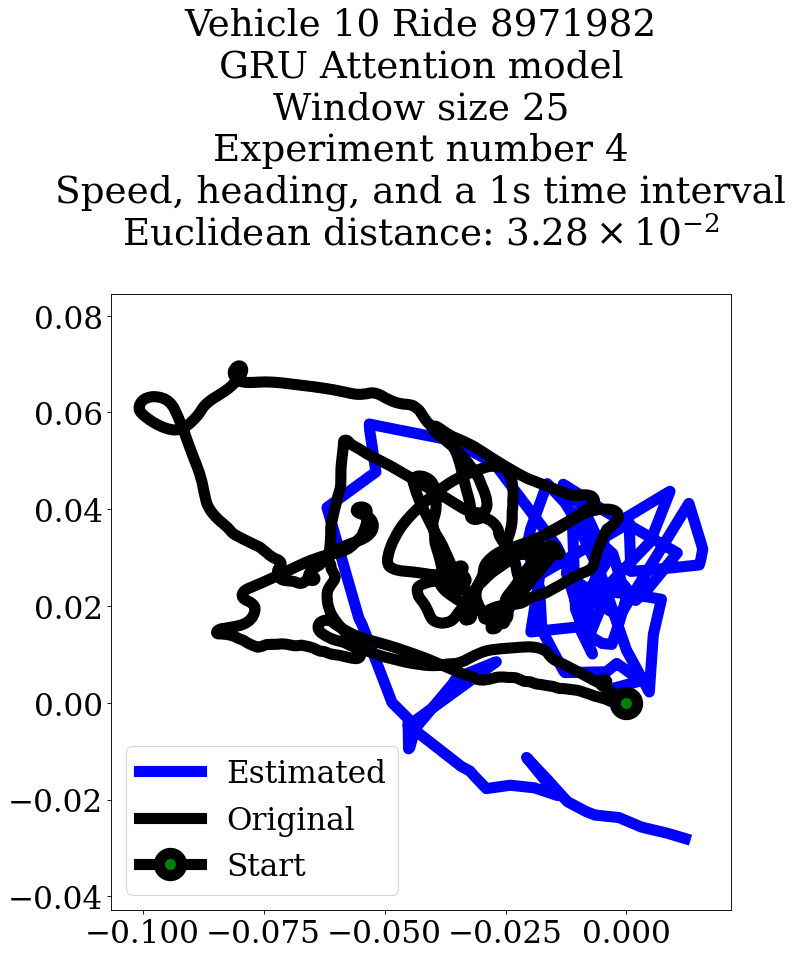 Vehicle 10 Ride 8971982
GRU Attention model
Window size 25
Experiment number 4
Speed, heading, and a 1s time interval
Euclidean distance: 3.28 × 10⁻²
0.08
0.06
0.04
0.02
0.00
−0.02
−0.04
Estimated
Original
Start
−0.100 −0.075 −0.050 −0.025 0.000